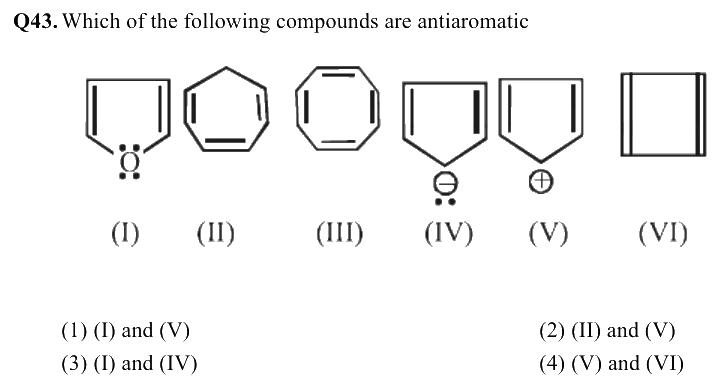 Q43. Which of the following compounds are antiaromatic
O
⊖ ⊕
(I) (II) (III) (IV) (V) (VI)
(1) (I) and (V) (2) (II) and (V)
(3) (I) and (IV) (4) (V) and (VI)